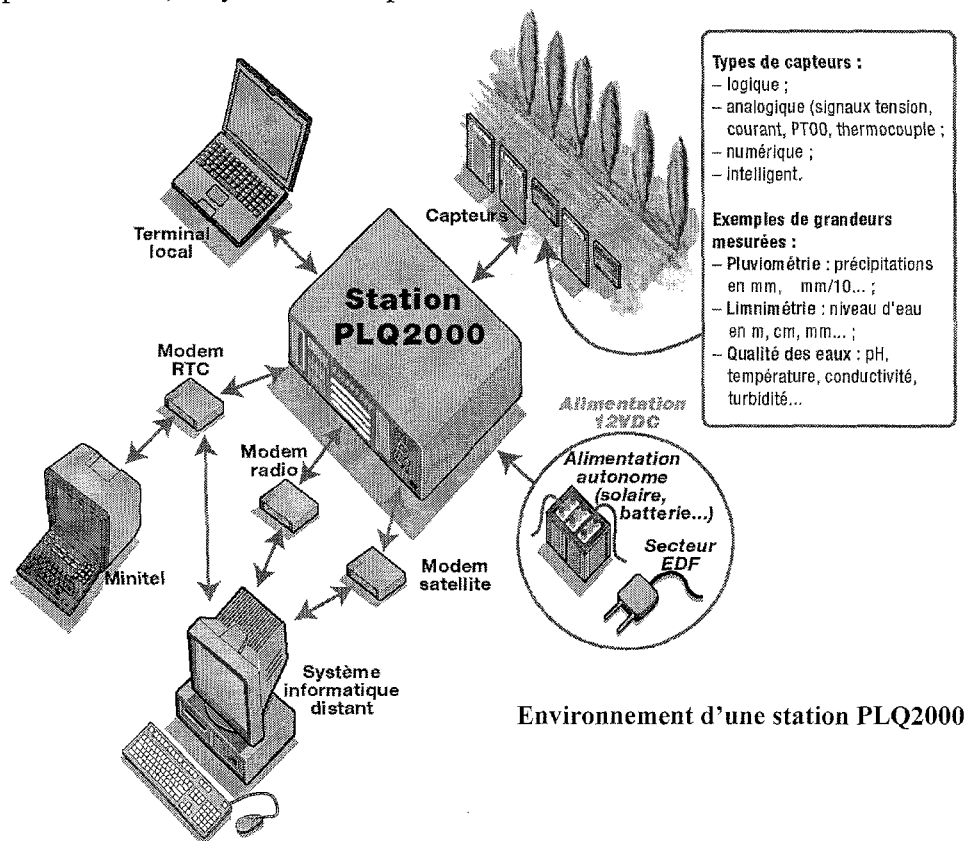 Types de capteurs :
– logique ;
– analogique (signaux tension,
courant, PT00, thermocouple ;
– numérique ;
– intelligent.
Exemples de grandeurs
mesurées :
– Pluviométrie : précipitations
en mm, mm/10... ;
– Limnimétrie : niveau d'eau
en m, cm, mm... ;
– Qualité des eaux : pH,
température, conductivité,
turbidité...
Capteurs
Terminal
local
Station
PLQ2000
Modem
RTC
Alimentation
12VDC
Modem
radio
Alimentation
autonome
(solaire,
batterie...)
Secteur
EDF
Minitel
Modem
satellite
Système
informatique
distant
Environnement d'une station PLQ2000